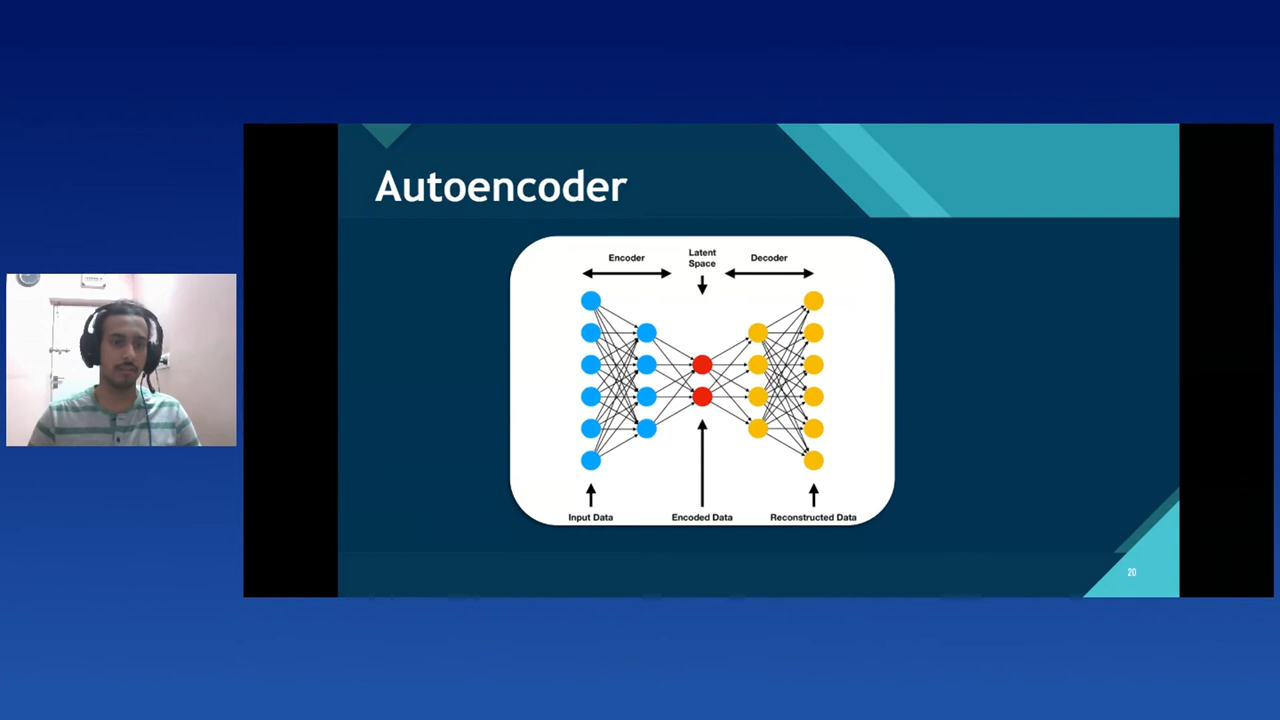 Autoencoder
Encoder
Latent
Space
Decoder
Input Data
Encoded Data
Reconstructed Data
20